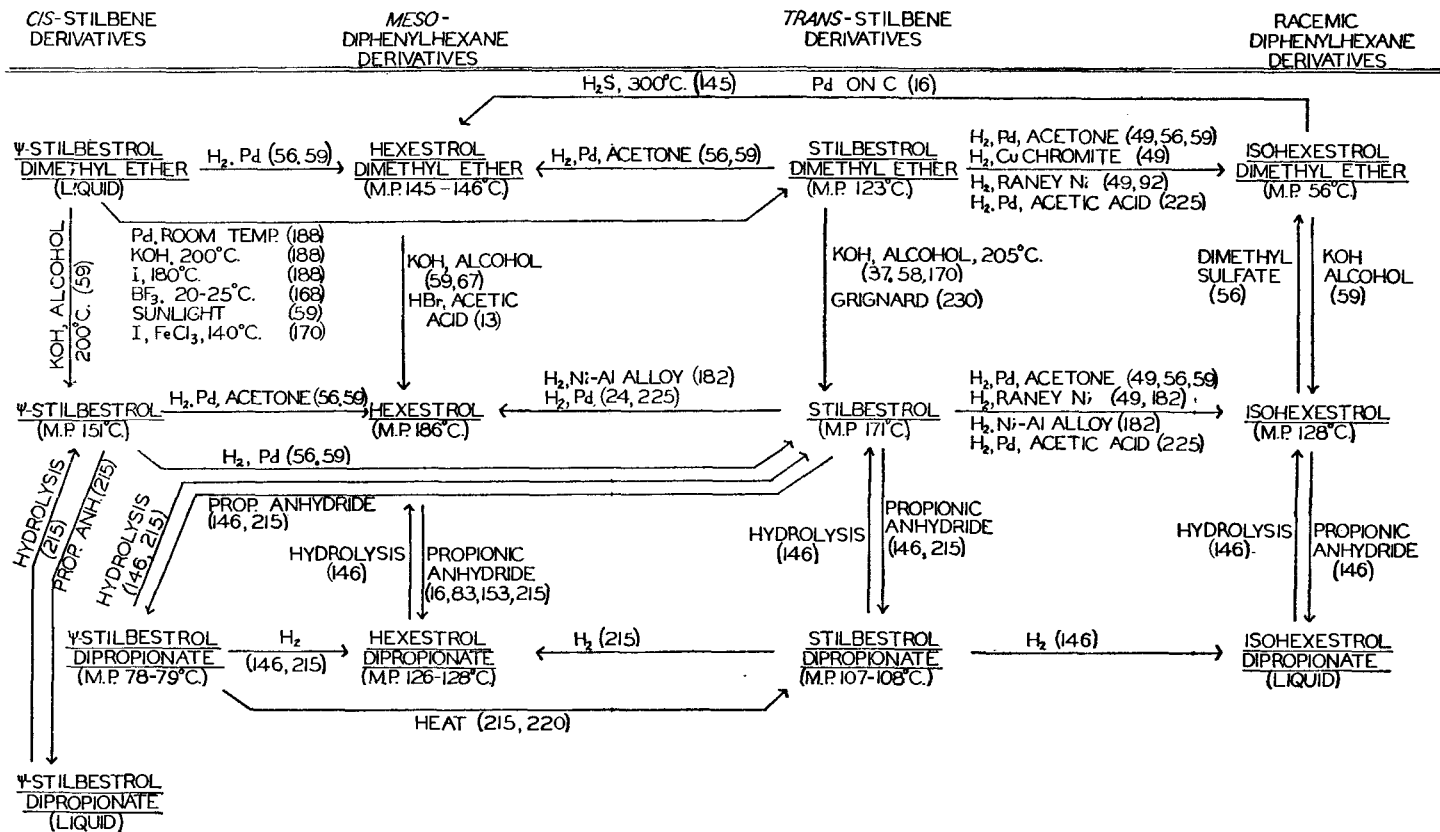 CIS-STILBENE
DERIVATIVES
MESO-
DIPHENYLHEXANE
DERIVATIVES
TRANS-STILBENE
DERIVATIVES
RACEMIC
DIPHENYLHEXANE
DERIVATIVES
H₂S, 300°C. (145)
Pd ON C (16)
Ψ-STILBESTROL
DIMETHYL ETHER
(LIQUID)
H₂. Pd (56, 59)
HEXESTROL
DIMETHYL ETHER
(M.P. 145-146°C.)
H₂, Pd, ACETONE (56,59)
STILBESTROL
DIMETHYL ETHER
(M.P. 123°C.)
H₂, Pd, ACETONE (49,56,59)
H₂, Cu CHROMITE (49)
H₂, RANEY Ni (49,92)
H₂. Pd, ACETIC ACID (225)
ISOHEXESTROL
DIMETHYL ETHER
(M.P. 56°C.)
KOH, ALCOHOL
200°C. (59)
Pd, ROOM TEMP. (188)
KOH, 200°C. (188)
I, 180°C. (188)
BF₃, 20-25°C. (168)
SUNLIGHT (59)
I, FeCl₃, 140°C. (170)
KOH, ALCOHOL
(59,67)
HBr, ACETIC
ACID (13)
KOH, ALCOHOL, 205°C.
(37,58,170)
GRIGNARD (230)
DIMETHYL
SULFATE
(56)
KOH
ALCOHOL
(59)
Ψ-STILBESTROL
(M.P. 151°C.)
H₂. Pd, ACETONE (56,59)
HEXESTROL
(M.P. 186°C.)
H₂, Ni-Al ALLOY (182)
H₂, Pd, (24, 225)
STILBESTROL
(M.P. 171°C.)
H₂, Pd, ACETONE (49,56,59)
H₂, RANEY Ni (49,182)
H₂. Ni-Al ALLOY (182)
H₂, Pd, ACETIC ACID (225)
ISOHEXESTROL
(M.P. 128°C.)
H₂, Pd (56,59)
HYDROLYSIS
(215)
PROP. ANH. (215)
HYDROLYSIS
(146, 215)
PROP. ANHYDRIDE
(146, 215)
HYDROLYSIS
(146)
PROPIONIC
ANHYDRIDE
(16,83,153,215)
HYDROLYSIS
(146)
PROPIONIC
ANHYDRIDE
(146, 215)
HYDROLYSIS
(146)
PROPIONIC
ANHYDRIDE
(146)
Ψ-STILBESTROL
DIPROPIONATE
(M.P. 78-79°C.)
H₂
(146, 215)
HEXESTROL
DIPROPIONATE
(M.P. 126-128°C.)
H₂ (215)
STILBESTROL
DIPROPIONATE
(M.P. 107-108°C.)
H₂ (146)
ISOHEXESTROL
DIPROPIONATE
(LIQUID)
HEAT (215, 220)
Ψ-STILBESTROL
DIPROPIONATE
(LIQUID)